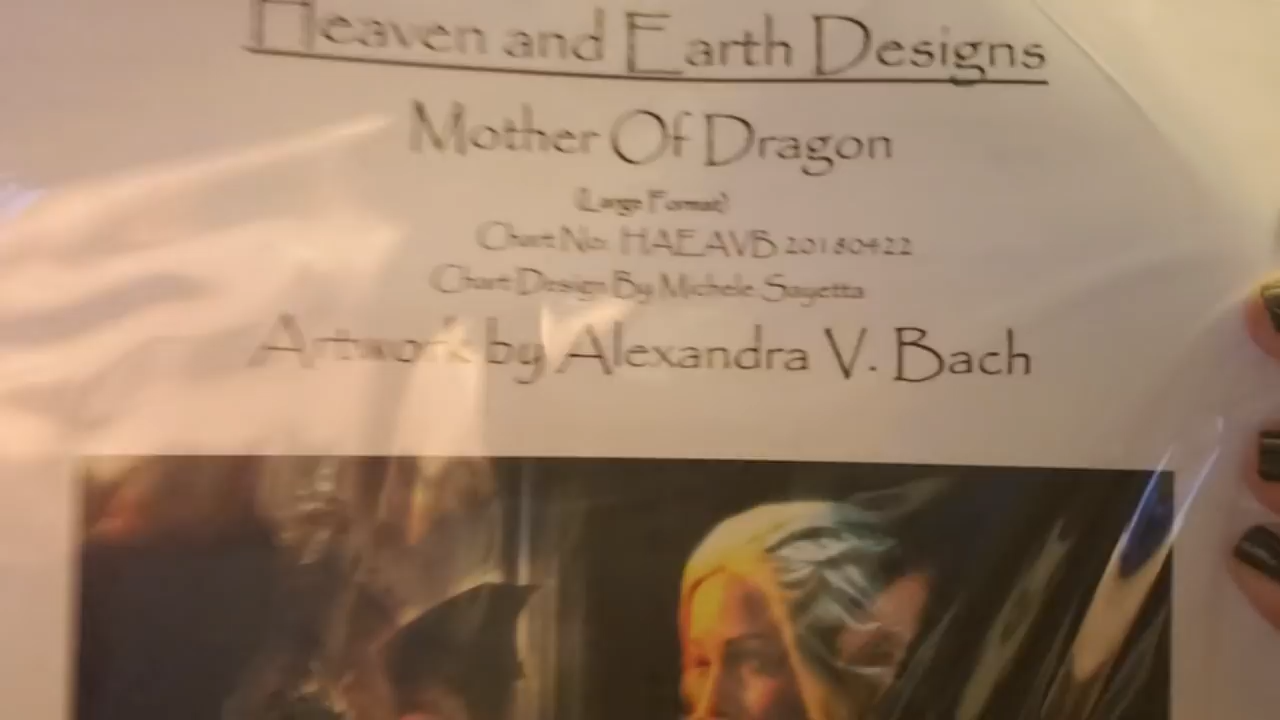 Heaven and Earth Designs
Mother Of Dragon
(Large Format)
Chart No: HAEAVB 20180422
Chart Design By Michele Sayetta
Artwork by Alexandra V. Bach